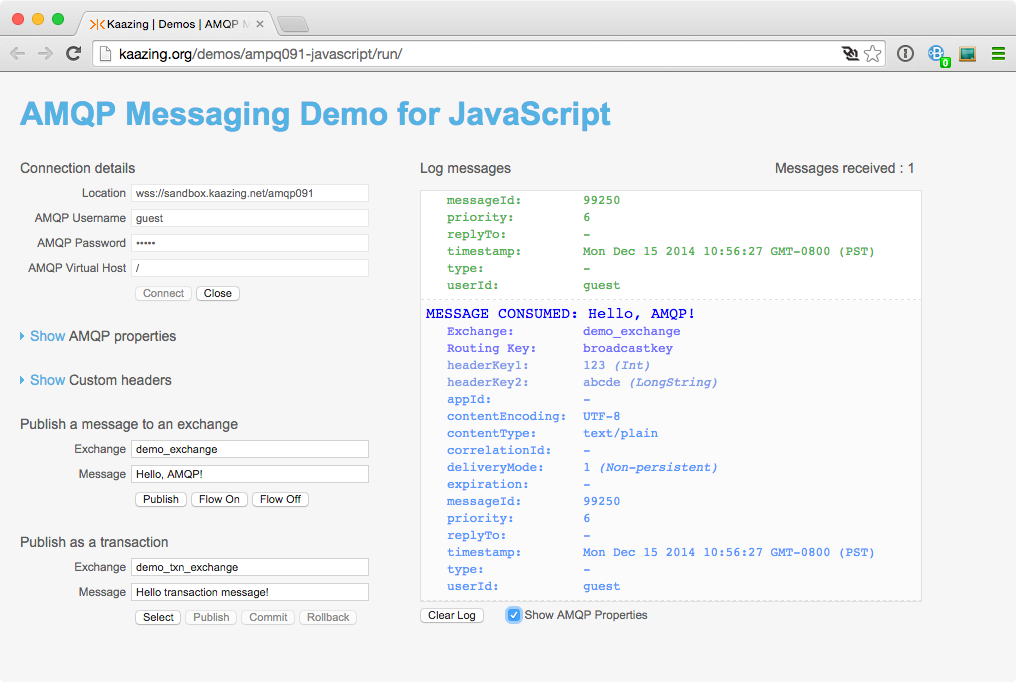 Kaazing | Demos | AMQP
kaazing.org/demos/ampq091-javascript/run/
0
AMQP Messaging Demo for JavaScript
Connection details
Location wss://sandbox.kaazing.net/amqp091
AMQP Username guest
AMQP Password •••••
AMQP Virtual Host /
Connect Close
Show AMQP properties
Show Custom headers
Publish a message to an exchange
Exchange demo_exchange
Message Hello, AMQP!
Publish Flow On Flow Off
Publish as a transaction
Exchange demo_txn_exchange
Message Hello transaction message!
Select Publish Commit Rollback
Log messages Messages received : 1
messageId: 99250
priority: 6
replyTo: -
timestamp: Mon Dec 15 2014 10:56:27 GMT-0800 (PST)
type: -
userId: guest
MESSAGE CONSUMED: Hello, AMQP!
Exchange: demo_exchange
Routing Key: broadcastkey
headerKey1: 123 (Int)
headerKey2: abcde (LongString)
appId: -
contentEncoding: UTF-8
contentType: text/plain
correlationId: -
deliveryMode: 1 (Non-persistent)
expiration: -
messageId: 99250
priority: 6
replyTo: -
timestamp: Mon Dec 15 2014 10:56:27 GMT-0800 (PST)
type: -
userId: guest
Clear Log Show AMQP Properties